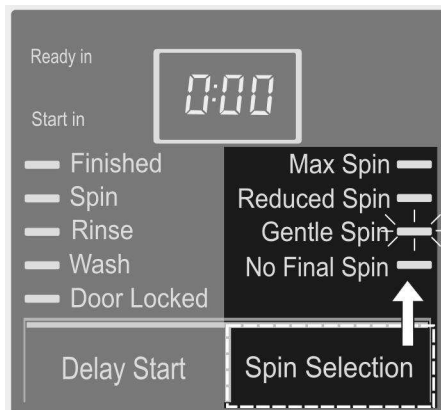 Ready in
0:00
Start in
Finished
Spin
Rinse
Wash
Door Locked
Max Spin
Reduced Spin
Gentle Spin
No Final Spin
Delay Start
Spin Selection